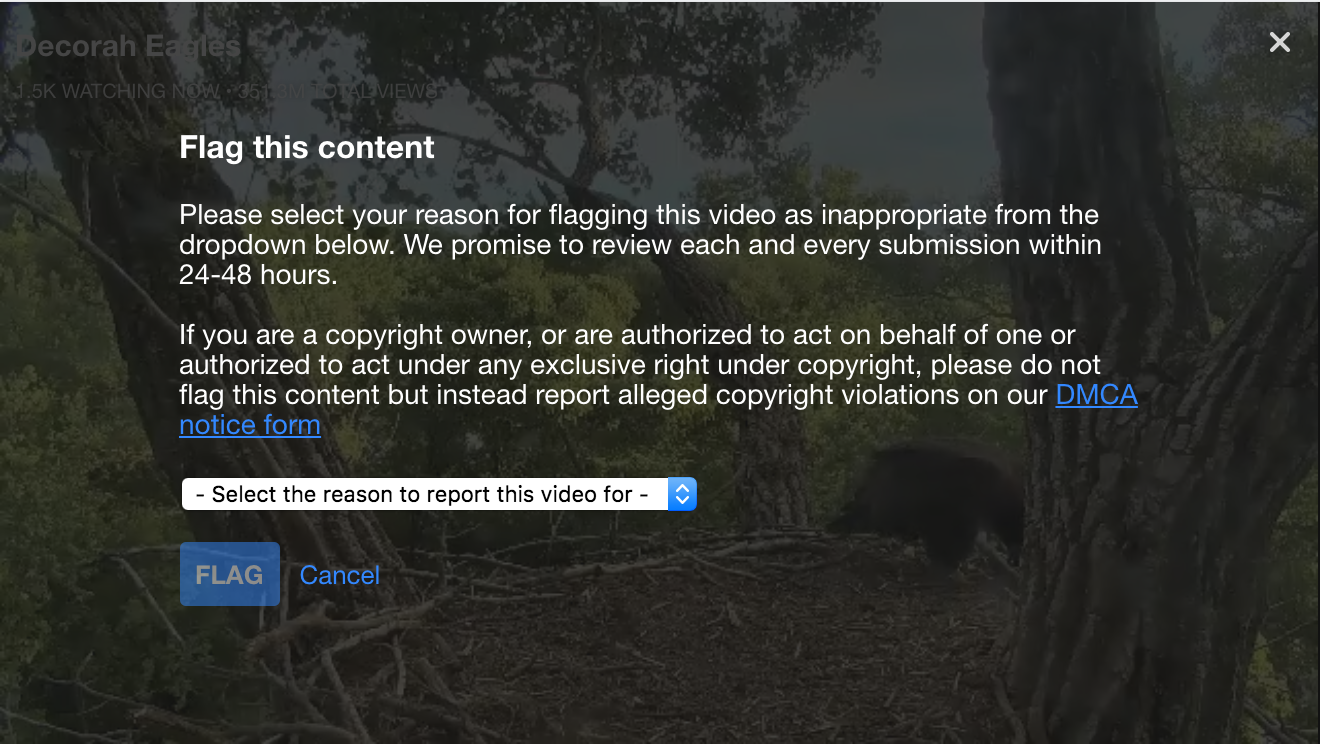 Decorah Eagles
1.5K WATCHING NOW · 351.3M TOTAL VIEWS
Flag this content
Please select your reason for flagging this video as inappropriate from the
dropdown below. We promise to review each and every submission within
24-48 hours.
If you are a copyright owner, or are authorized to act on behalf of one or
authorized to act under any exclusive right under copyright, please do not
flag this content but instead report alleged copyright violations on our DMCA
notice form
- Select the reason to report this video for -
FLAG Cancel